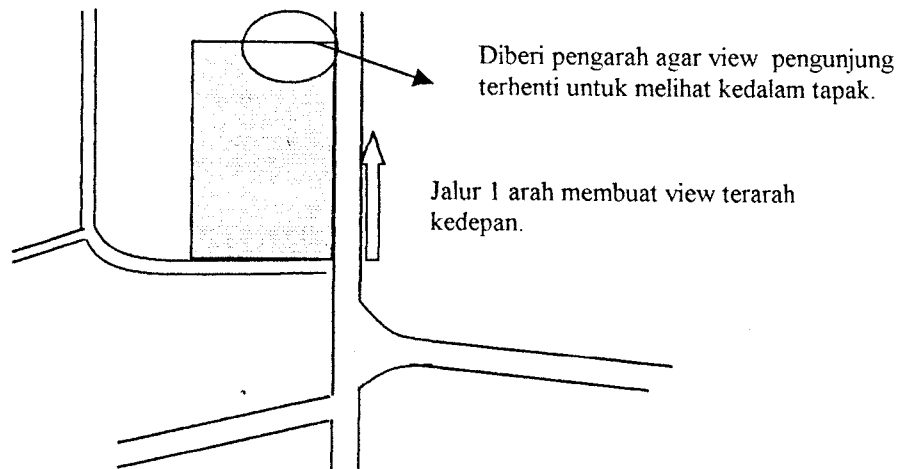 Diberi pengarah agar view pengunjung
terhenti untuk melihat kedalam tapak.
Jalur 1 arah membuat view terarah
kedepan.